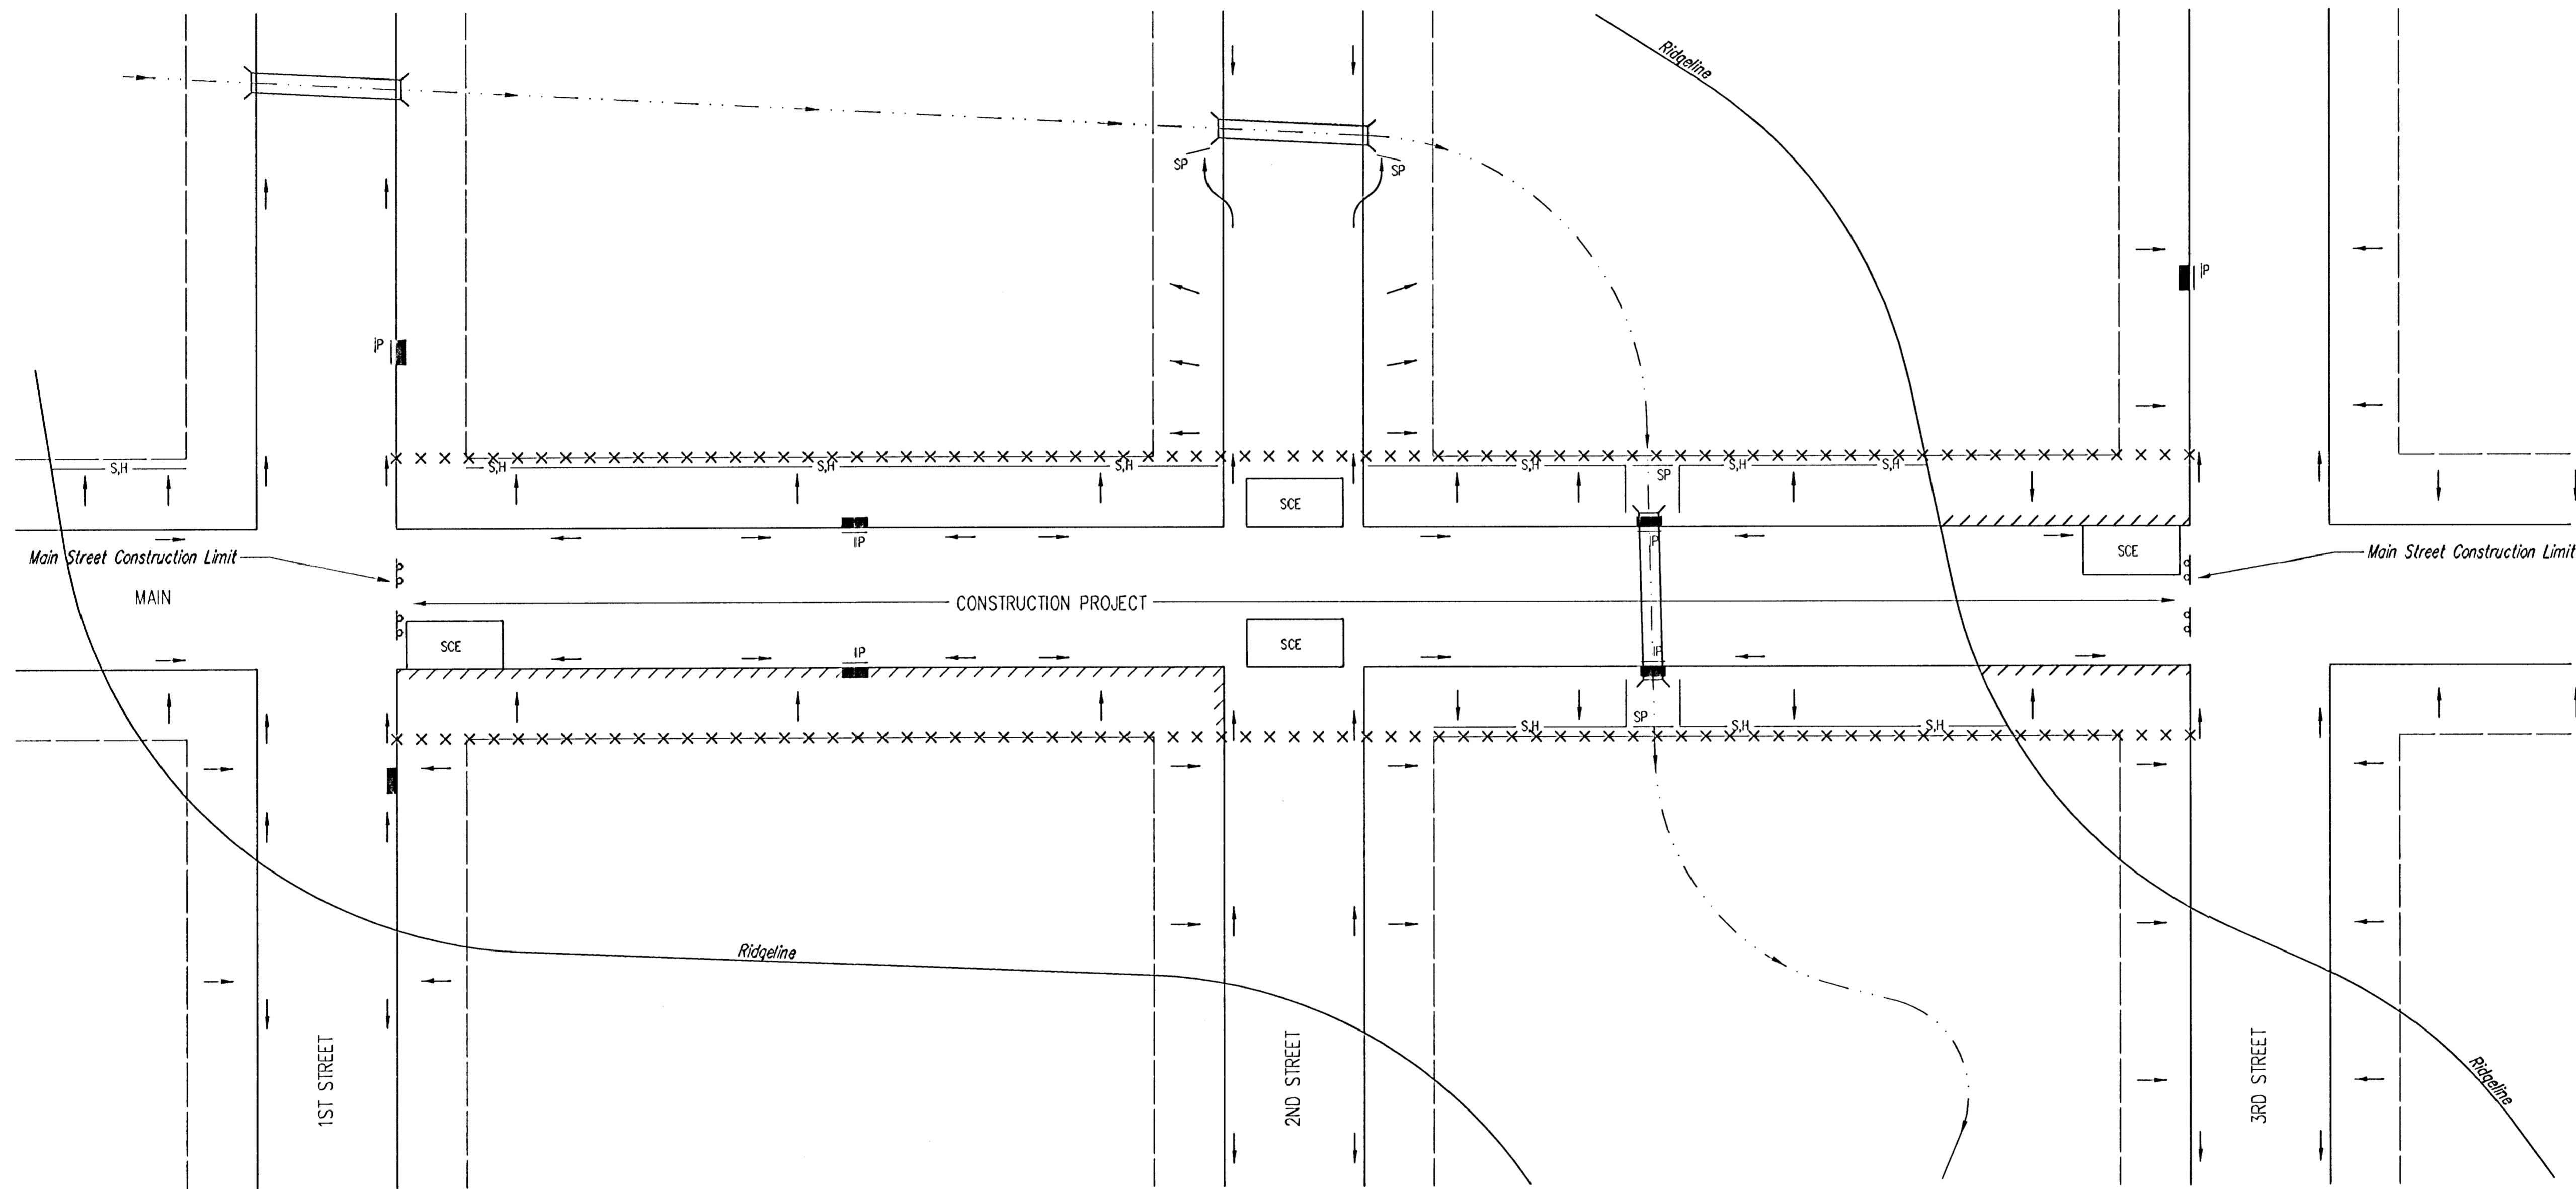 Ridgeline
SP
SP
IP
IP
S,H
S,H
S,H
S,H
S,H
SP
S,H
S,H
SCE
Main Street Construction Limit
IP
IP
SCE
Main Street Construction Limit
MAIN
CONSTRUCTION PROJECT
SCE
IP
SCE
IP
S,H
SP
S,H
S,H
Ridgeline
1ST STREET
2ND STREET
3RD STREET
Ridgeline